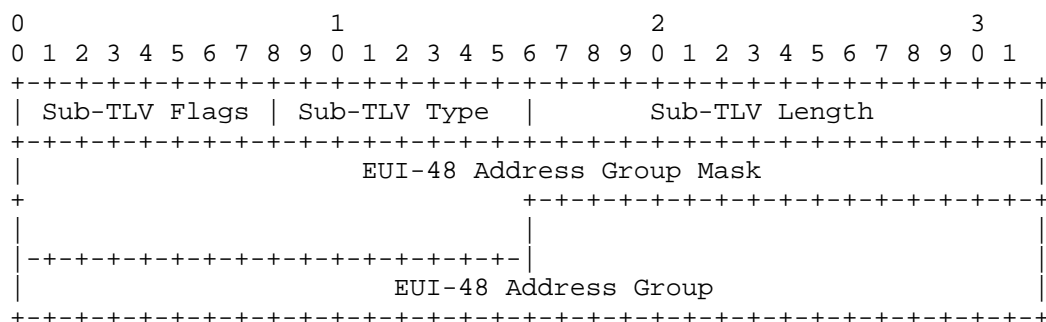 0                   1                   2                   3
0 1 2 3 4 5 6 7 8 9 0 1 2 3 4 5 6 7 8 9 0 1 2 3 4 5 6 7 8 9 0 1
+-+-+-+-+-+-+-+-+-+-+-+-+-+-+-+-+-+-+-+-+-+-+-+-+-+-+-+-+-+-+-+-+
| Sub-TLV Flags | Sub-TLV Type  |       Sub-TLV Length          |
+-+-+-+-+-+-+-+-+-+-+-+-+-+-+-+-+-+-+-+-+-+-+-+-+-+-+-+-+-+-+-+-+
|                     EUI-48 Address Group Mask                 |
+                               +-+-+-+-+-+-+-+-+-+-+-+-+-+-+-+-+
|                               |                               |
|-+-+-+-+-+-+-+-+-+-+-+-+-+-+-+-|                               |
|                       EUI-48 Address Group                    |
+-+-+-+-+-+-+-+-+-+-+-+-+-+-+-+-+-+-+-+-+-+-+-+-+-+-+-+-+-+-+-+-+